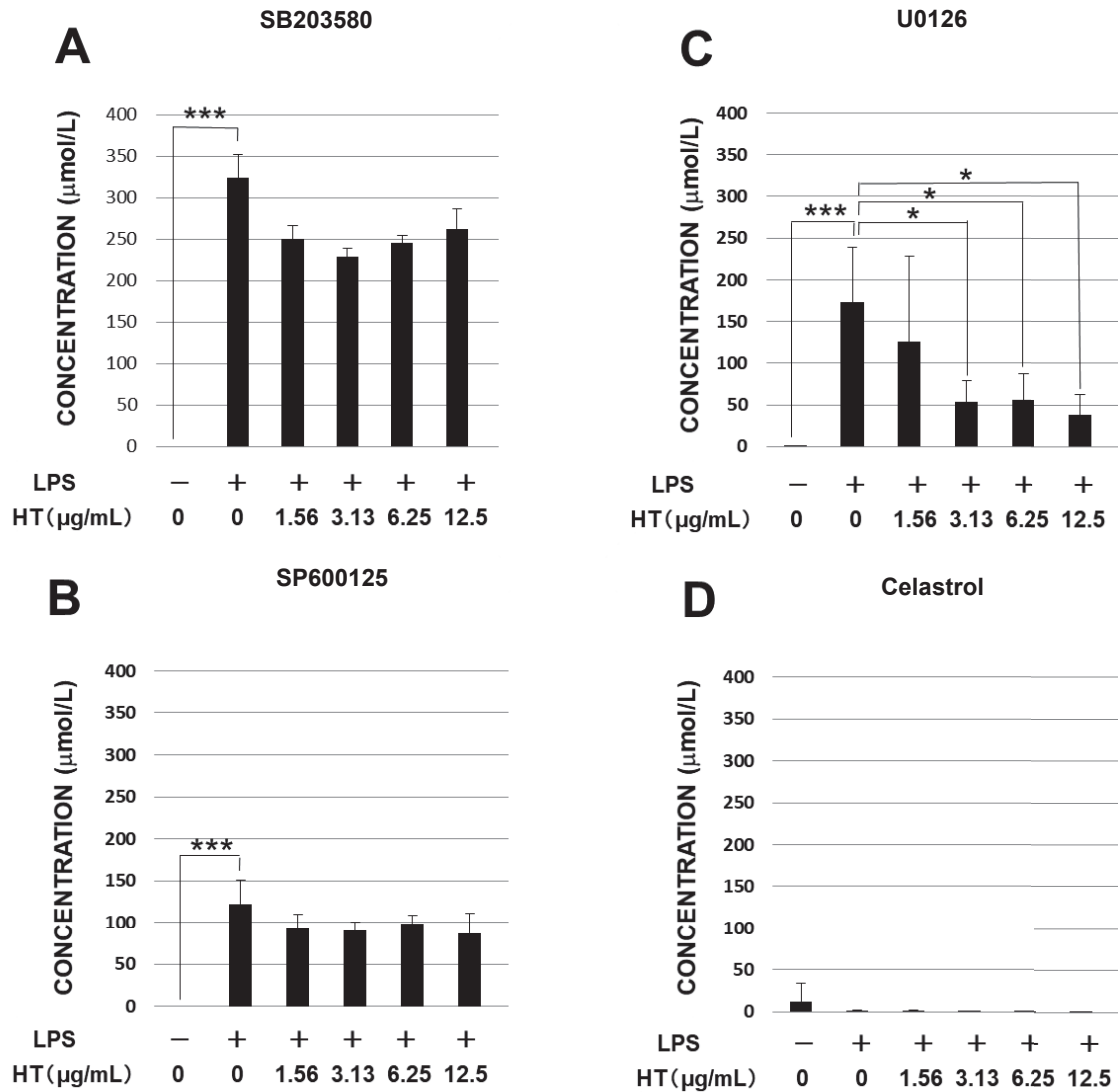 A
SB203580
CONCENTRATION (μmol/L)
400
350
300
250
200
150
100
50
0
***
LPS − + + + + +
HT(μg/mL) 0 0 1.56 3.13 6.25 12.5
C
U0126
CONCENTRATION (μmol/L)
400
350
300
250
200
150
100
50
0
***
*
*
*
LPS − + + + + +
HT(μg/mL) 0 0 1.56 3.13 6.25 12.5
B
SP600125
CONCENTRATION (μmol/L)
400
350
300
250
200
150
100
50
0
***
LPS − + + + + +
HT(μg/mL) 0 0 1.56 3.13 6.25 12.5
D
Celastrol
CONCENTRATION (μmol/L)
400
350
300
250
200
150
100
50
0
LPS − + + + + +
HT(μg/mL) 0 0 1.56 3.13 6.25 12.5